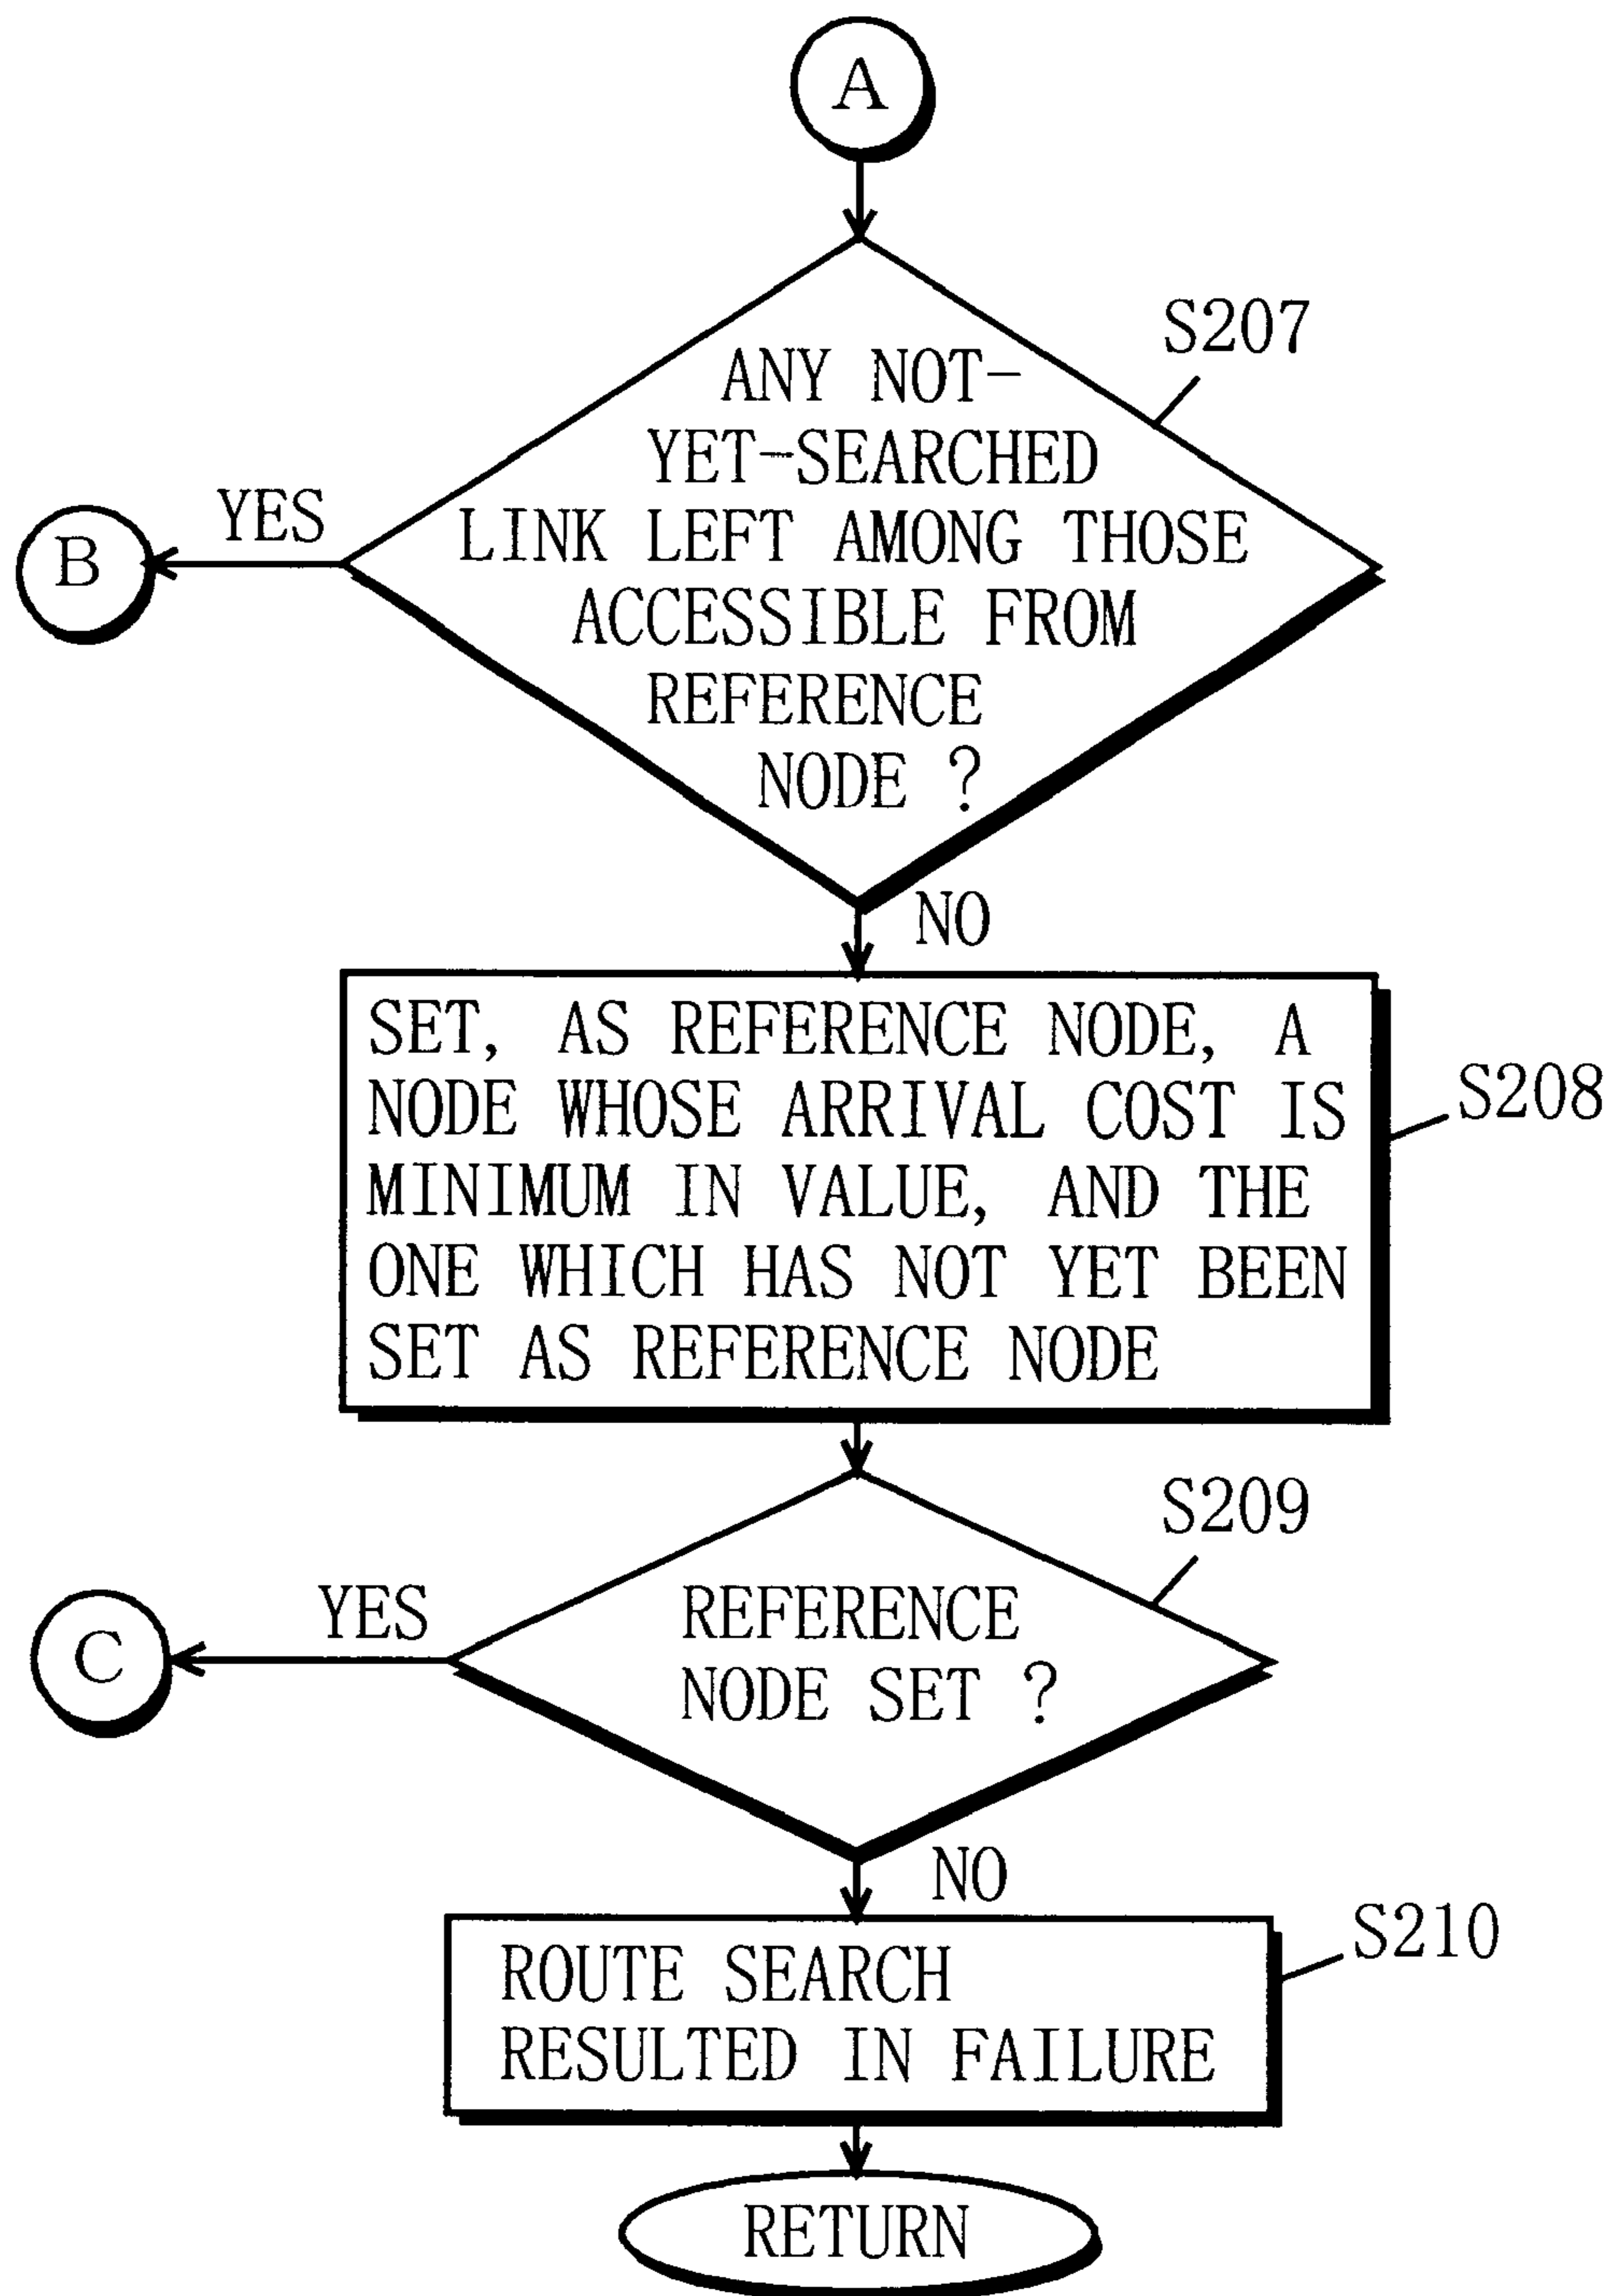 A
S207
ANY NOT-
YET-SEARCHED
LINK LEFT AMONG THOSE
ACCESSIBLE FROM
REFERENCE
NODE ?
YES
B
NO
SET, AS REFERENCE NODE, A
NODE WHOSE ARRIVAL COST IS
MINIMUM IN VALUE, AND THE
ONE WHICH HAS NOT YET BEEN
SET AS REFERENCE NODE
S208
S209
REFERENCE
NODE SET ?
YES
C
NO
S210
ROUTE SEARCH
RESULTED IN FAILURE
RETURN